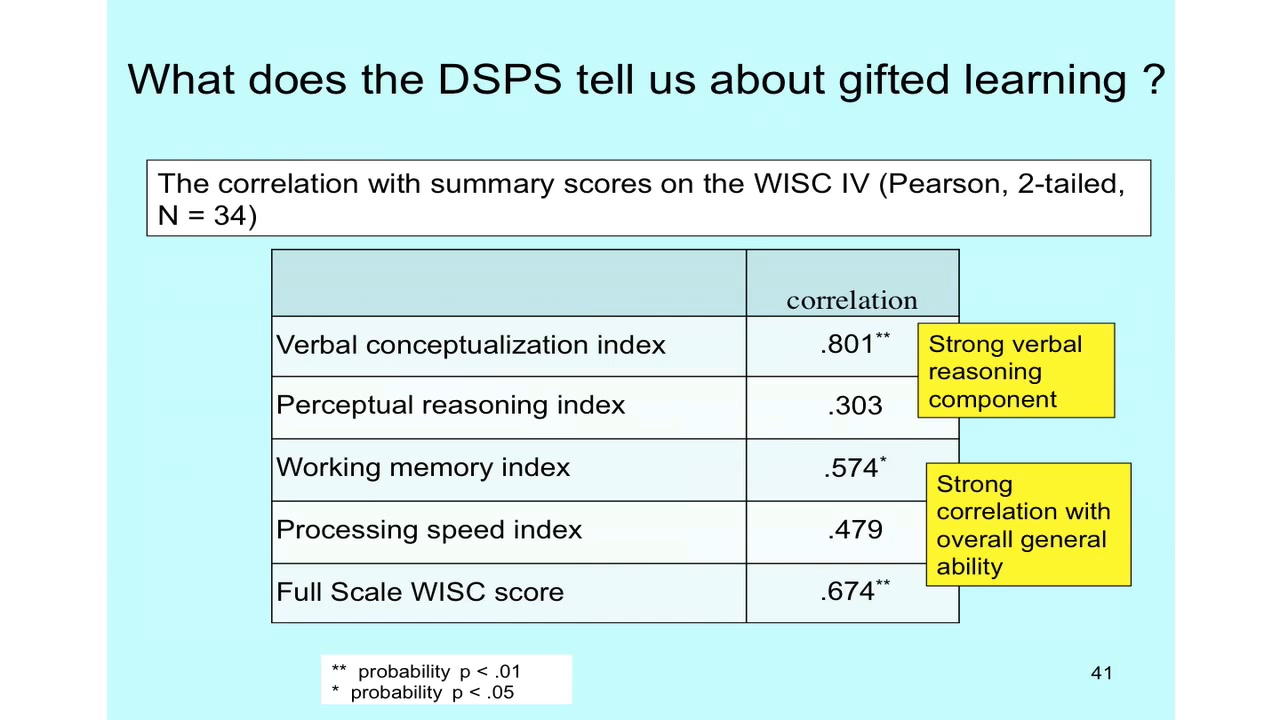 What does the DSPS tell us about gifted learning ?
The correlation with summary scores on the WISC IV (Pearson, 2-tailed,
N = 34)
correlation
Verbal conceptualization index .801**
Strong verbal
reasoning
component
Perceptual reasoning index .303
Working memory index .574*
Strong
correlation with
overall general
ability
Processing speed index .479
Full Scale WISC score .674**
** probability p < .01
* probability p < .05
41